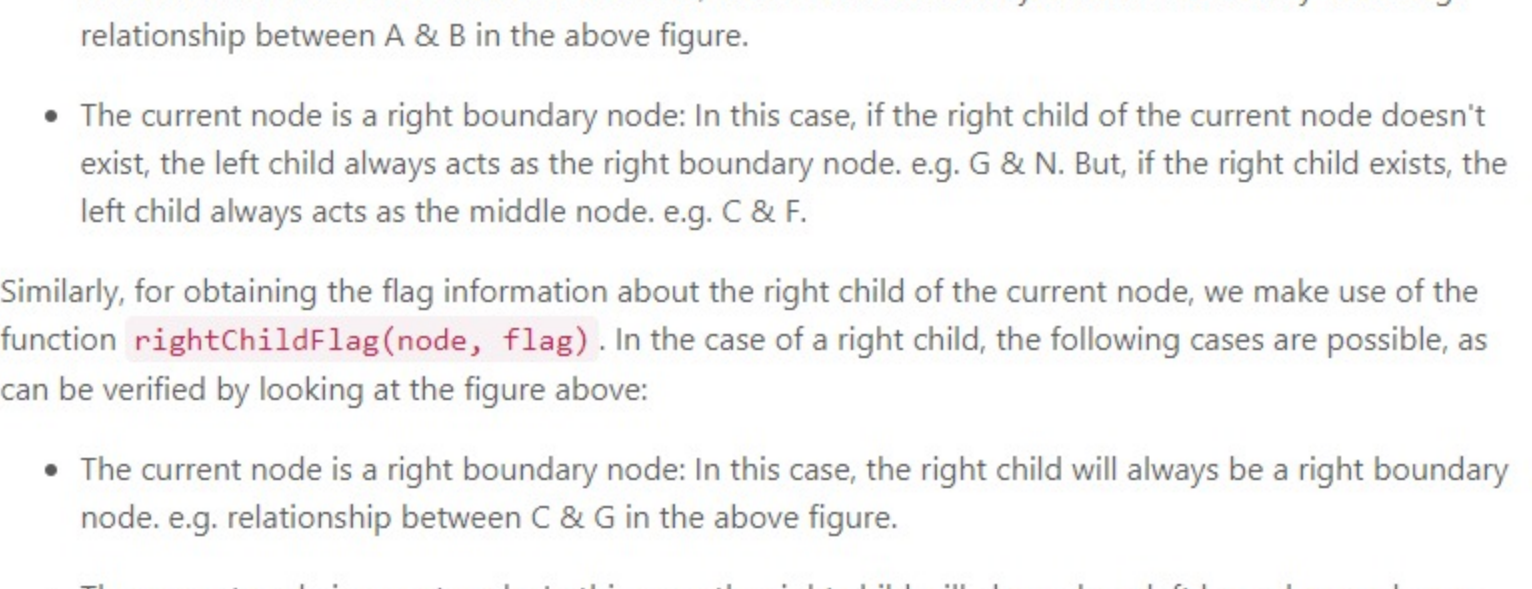 relationship between A & B in the above figure.
• The current node is a right boundary node: In this case, if the right child of the current node doesn't
exist, the left child always acts as the right boundary node. e.g. G & N. But, if the right child exists, the
left child always acts as the middle node. e.g. C & F.
Similarly, for obtaining the flag information about the right child of the current node, we make use of the
function rightChildFlag(node, flag) . In the case of a right child, the following cases are possible, as
can be verified by looking at the figure above:
• The current node is a right boundary node: In this case, the right child will always be a right boundary
node. e.g. relationship between C & G in the above figure.